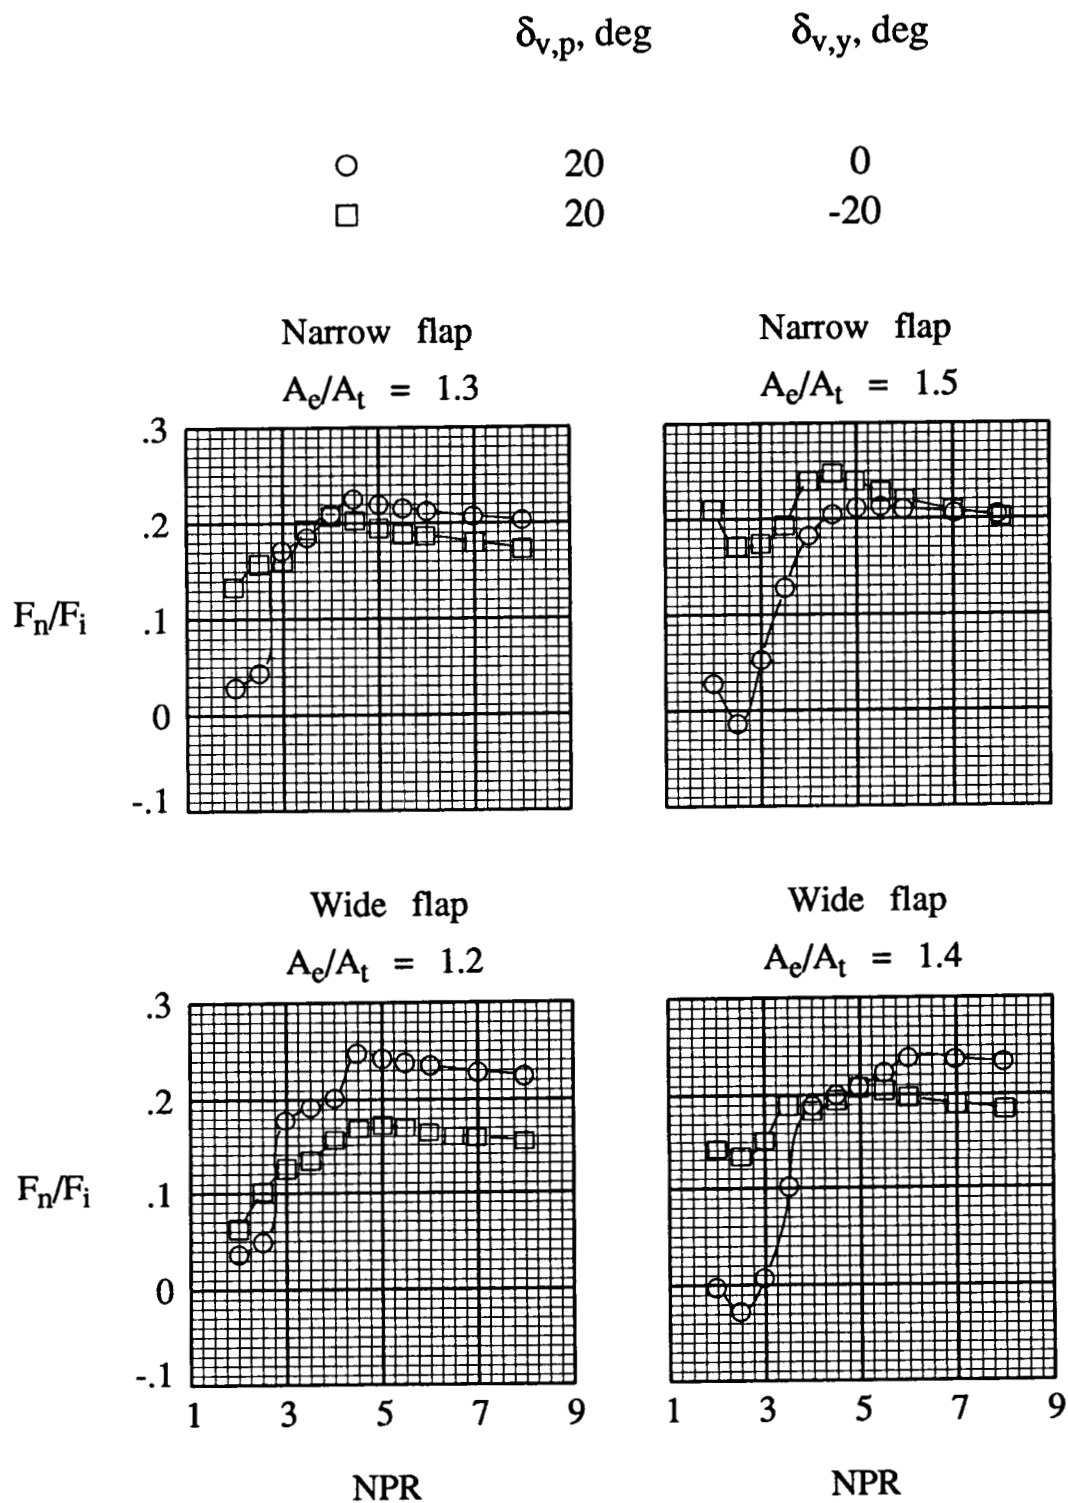 δv,p, deg δv,y, deg
20 0
20 -20
Narrow flap
Ae/At = 1.3
Narrow flap
Ae/At = 1.5
.3
.2
.1
0
-.1
Fn/Fi
Wide flap
Ae/At = 1.2
Wide flap
Ae/At = 1.4
.3
.2
.1
0
-.1
Fn/Fi
1 3 5 7 9
1 3 5 7 9
NPR
NPR